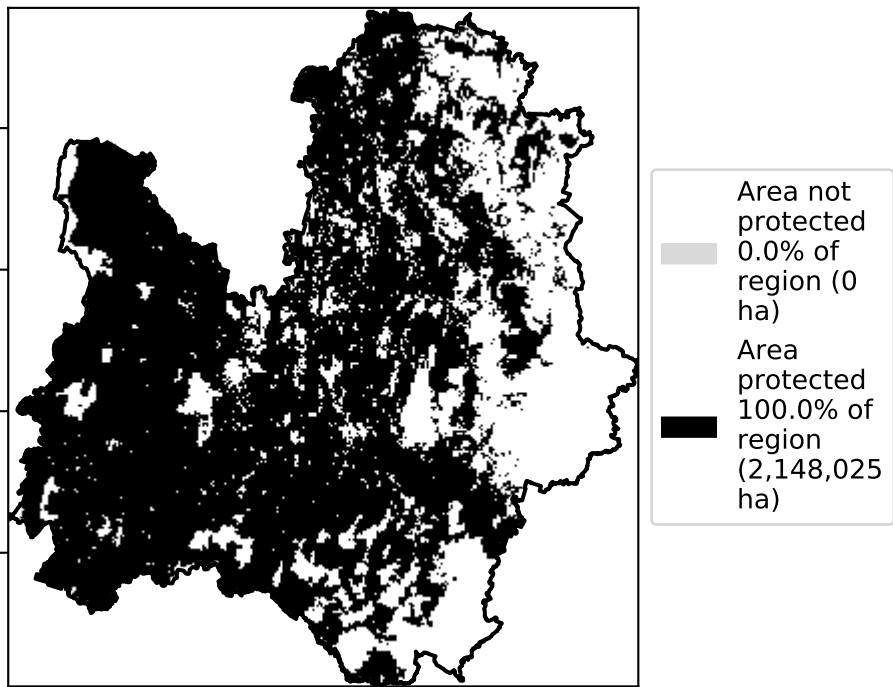 Area not
protected
0.0% of
region (0
ha)
Area
protected
100.0% of
region
(2,148,025
ha)